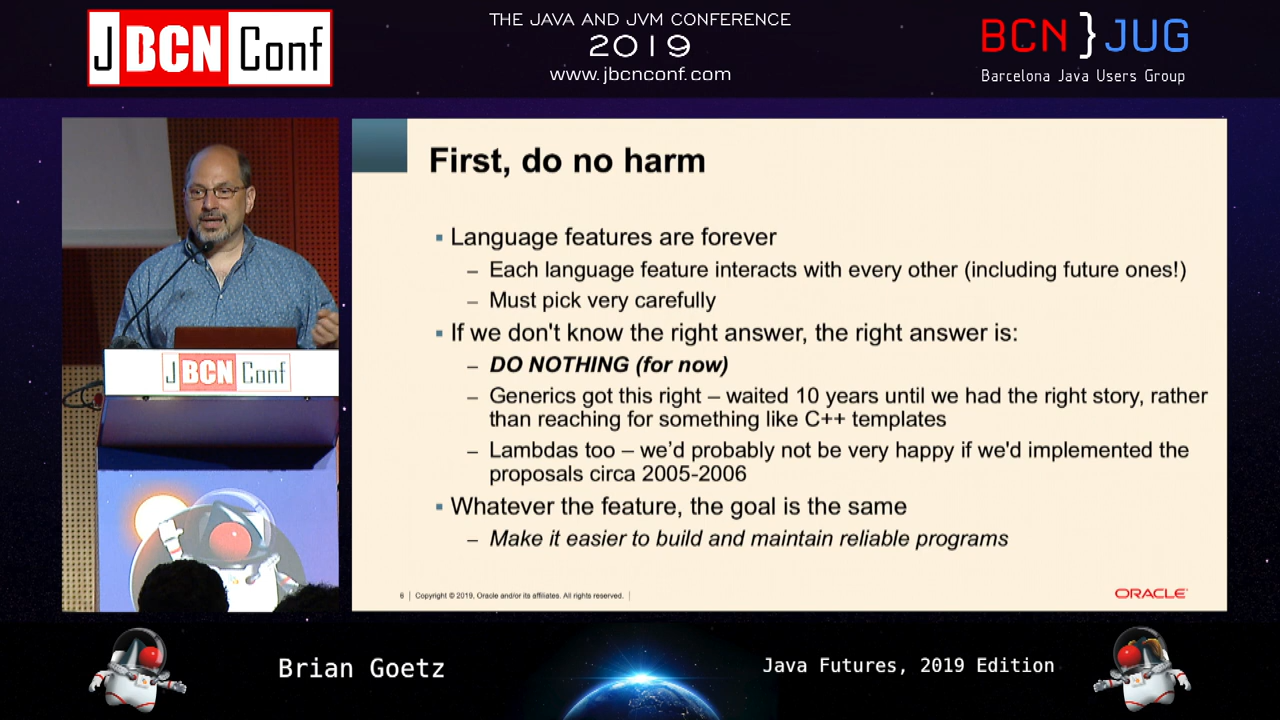 J BCN Conf
THE JAVA AND JVM CONFERENCE
2019
www.jbcnconf.com
BCN}JUG
Barcelona Java Users Group
First, do no harm
Language features are forever
– Each language feature interacts with every other (including future ones!)
– Must pick very carefully
If we don't know the right answer, the right answer is:
– DO NOTHING (for now)
– Generics got this right – waited 10 years until we had the right story, rather
than reaching for something like C++ templates
– Lambdas too – we’d probably not be very happy if we'd implemented the
proposals circa 2005-2006
Whatever the feature, the goal is the same
– Make it easier to build and maintain reliable programs
6 | Copyright © 2019, Oracle and/or its affiliates. All rights reserved. |
ORACLE
J BCN Conf
Brian Goetz
Java Futures, 2019 Edition